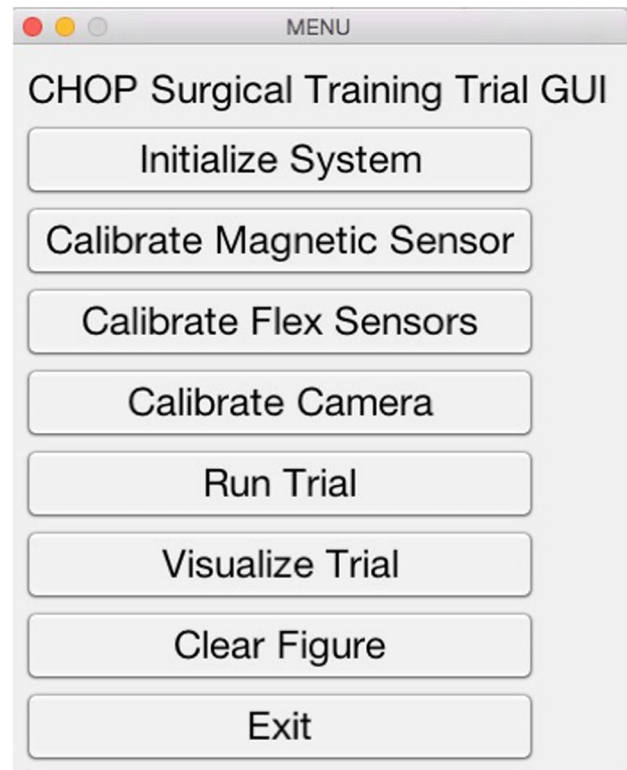 MENU
CHOP Surgical Training Trial GUI
Initialize System
Calibrate Magnetic Sensor
Calibrate Flex Sensors
Calibrate Camera
Run Trial
Visualize Trial
Clear Figure
Exit